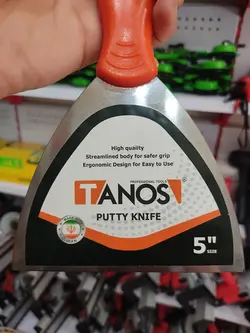 High quality
Streamlined body for safer grip
Ergonomic Design for Easy to Use
PROFESSIONAL TOOLS
TANOS
PUTTY KNIFE
5"
SIZE